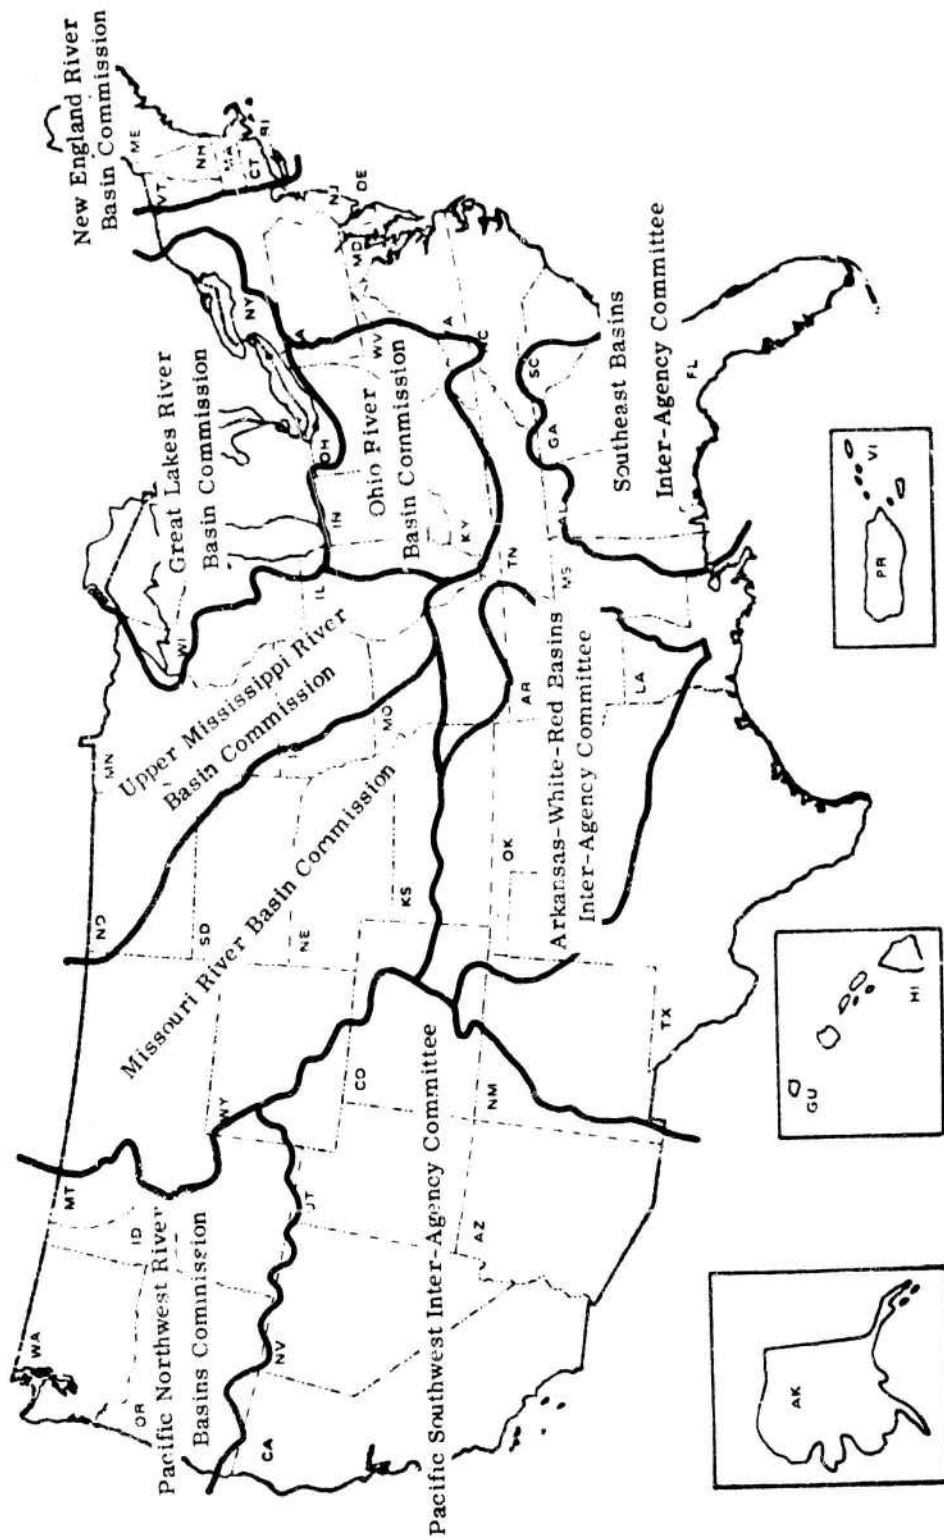 New England River
Basin Commission
Great Lakes River
Basin Commission
Ohio River
Basin Commission
Southeast Basins
Inter-Agency Committee
Upper Mississippi River
Basin Commission
Missouri River Basin Commission
Arkansas-White-Red Basins
Inter-Agency Committee
Pacific Northwest River
Basins Commission
Pacific Southwest Inter-Agency Committee
WA
OR
CA
NV
ID
MT
WY
AZ
CO
NM
ND
SD
NE
KS
OK
TX
MN
MO
AR
LA
WI
IL
IN
OH
KY
TN
MS
AL
GA
SC
FL
WV
MD
DE
NJ
NY
VT
NH
ME
MA
CT
RI
AK
GU
HI
PR
VI